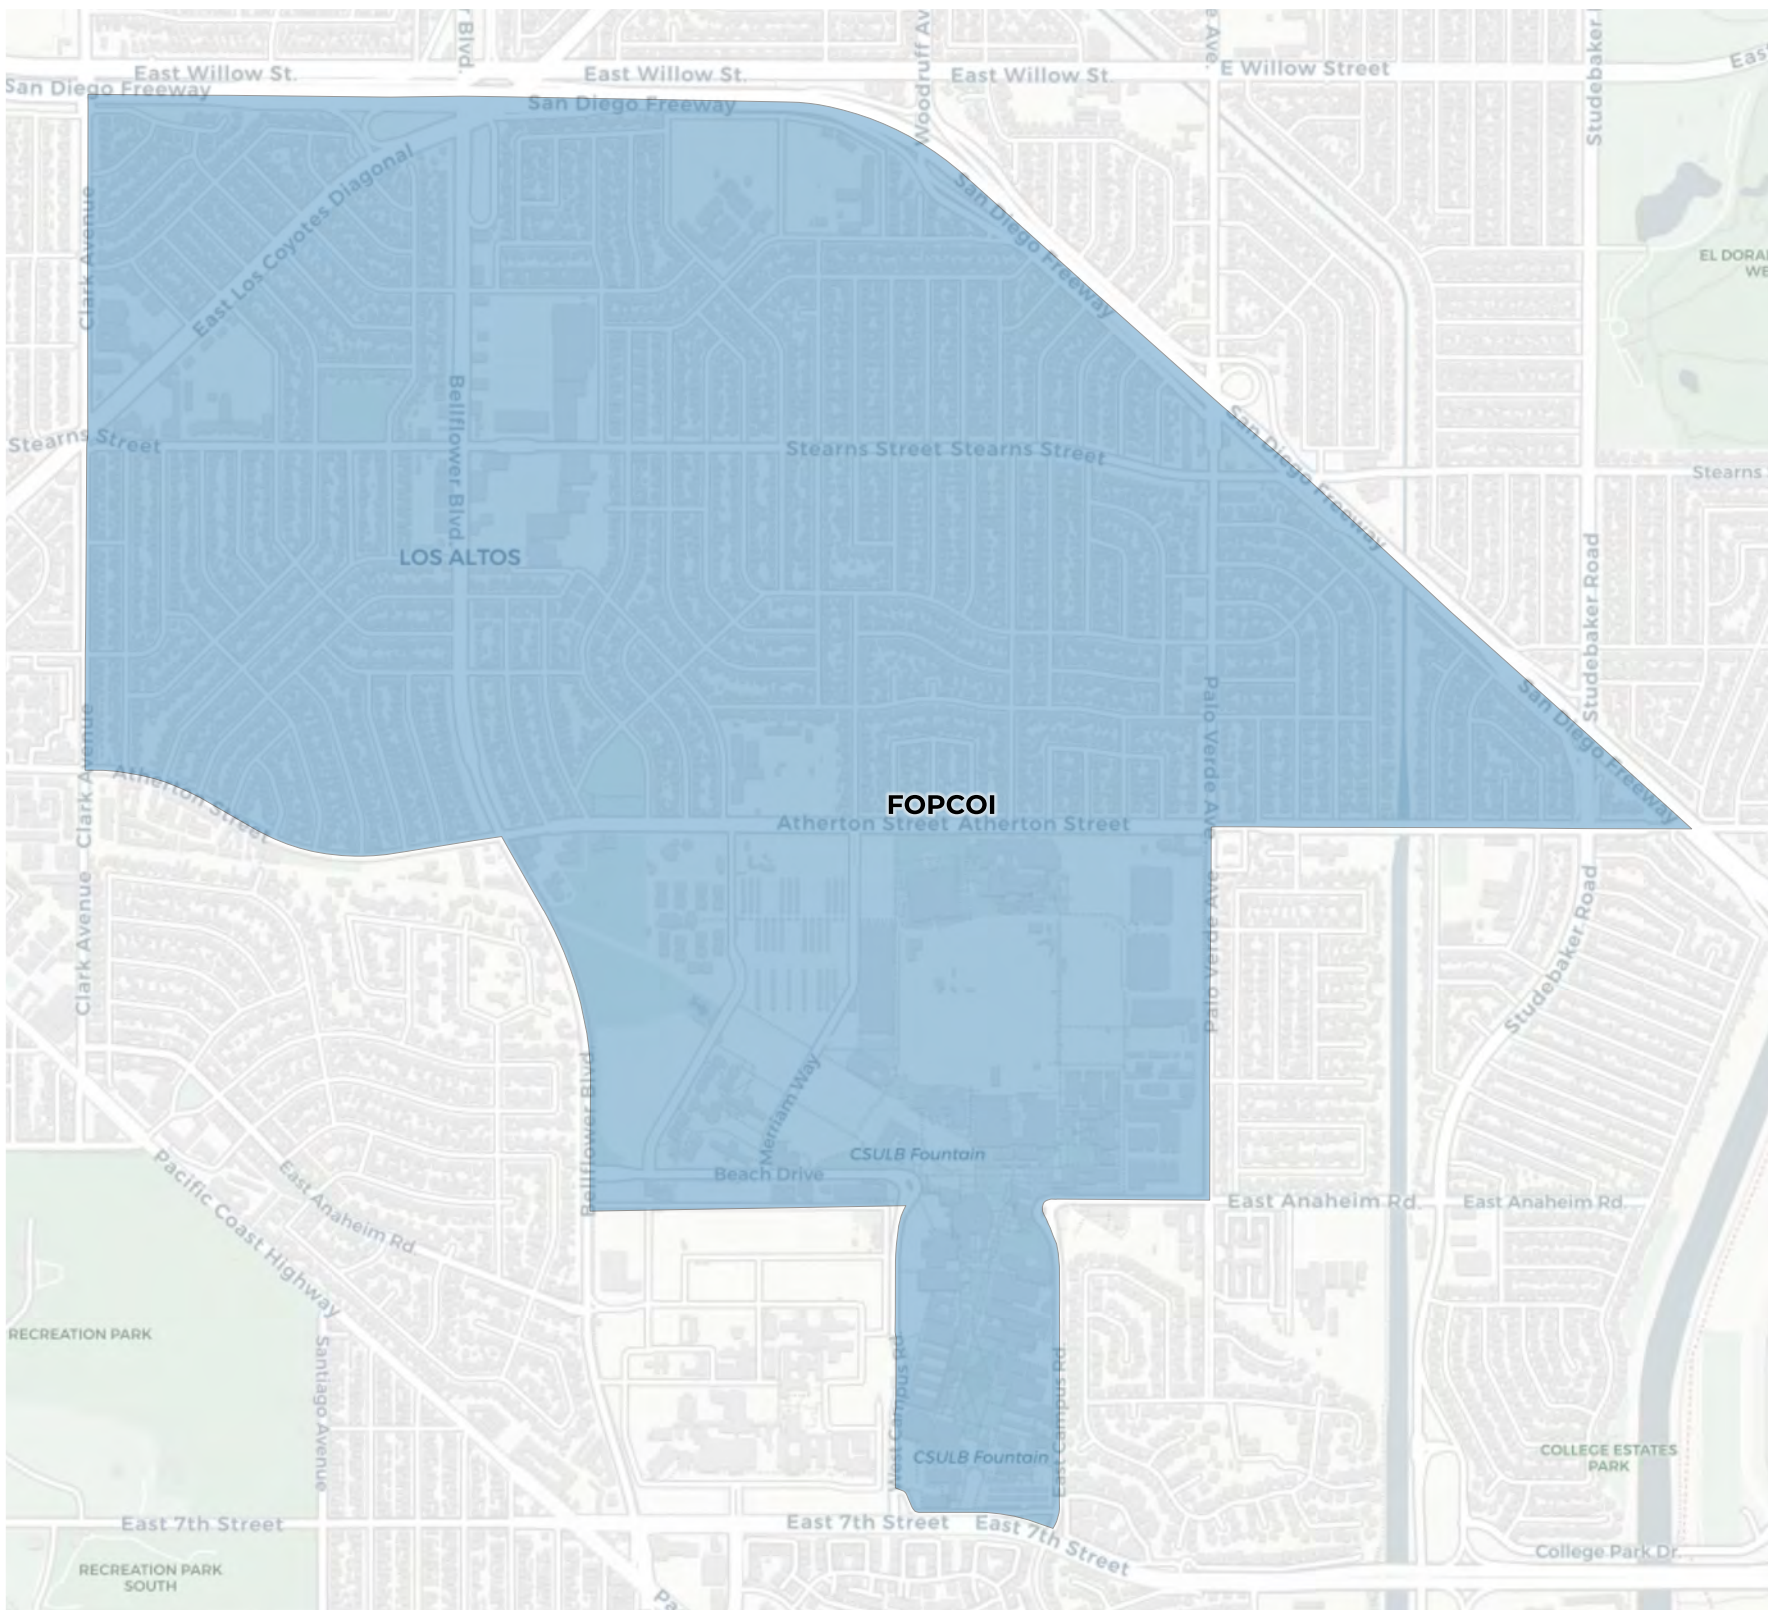 r Blvd.
Woodruff Av
e Ave.
Studebaker
East Willow St.
East Willow St.
East Willow St.
E Willow Street
Eas
San Diego Freeway
San Diego Freeway
Clark Avenue
East Los Coyotes Diagonal
San Diego Freeway
EL DORA
WE
Bellflower Blvd.
Stearns Street
Stearns Street Stearns Street
San Diego Freeway
Stearns
LOS ALTOS
Studebaker Road
Palo Verde Ave.
San Diego Freeway
Clark Avenue
Atherton Street
FOPCOI
Atherton Street Atherton Street
Clark Avenue
Palo Verde Ave.
Studebaker Road
Bellflower Blvd
Merriam Way
CSULB Fountain
Beach Drive
Pacific Coast Highway
East Anaheim Rd.
East Anaheim Rd.
East Anaheim Rd.
RECREATION PARK
Santiago Avenue
West Campus Rd
East Campus Rd.
CSULB Fountain
COLLEGE ESTATES
PARK
East 7th Street
East 7th Street
East 7th Street
College Park Dr.
RECREATION PARK
SOUTH
Pa